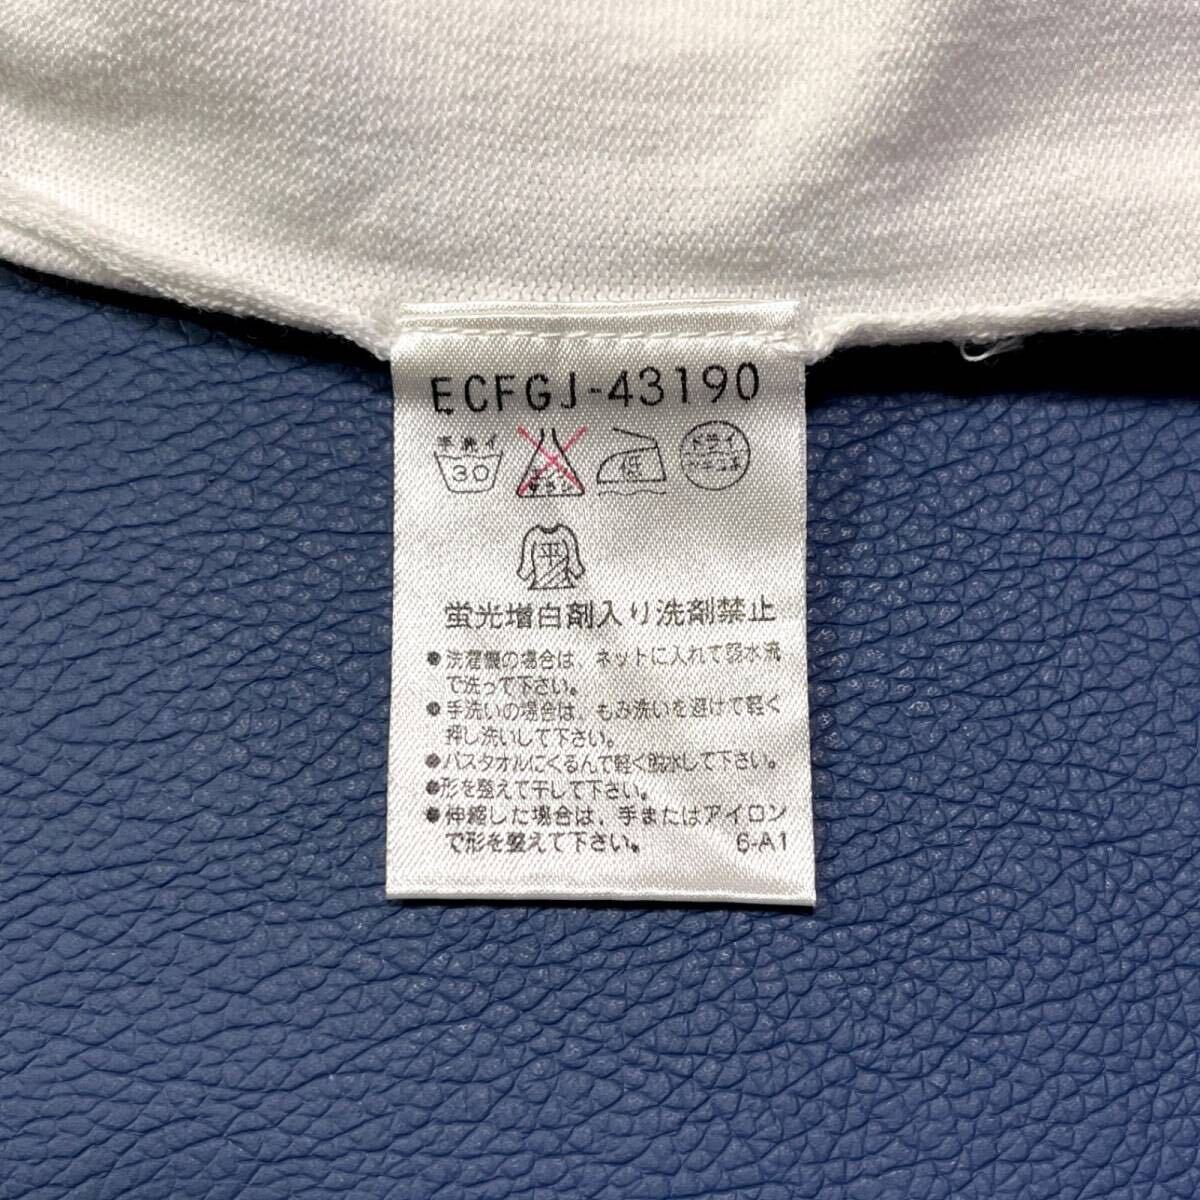 ECFGJ-43190
手洗イ
30
低
ドライ
平
蛍光増白剤入り洗剤禁止
●洗濯機の場合は、ネットに入れて弱水流
で洗って下さい。
●手洗いの場合は、もみ洗いを避けて軽く
押し洗いして下さい。
●バスタオルにくるんで軽く脱水して下さい。
●形を整えて干して下さい。
●伸縮した場合は、手またはアイロン
で形を整えて下さい。 6-A1